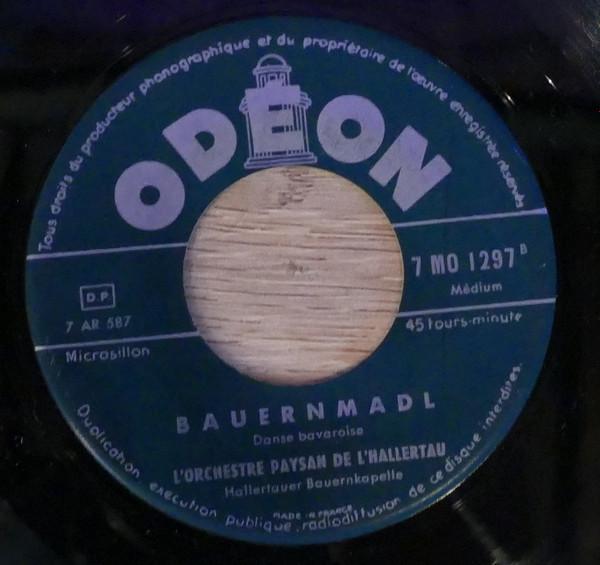 Tous droits du producteur phonographique et du propriétaire de l'œuvre enregistrée réservés
ODEON
7 MO 1297 B
Médium
D.P
7 AR 587
45 tours-minute
Microsillon
BAUERNMADL
Danse bavaroise
L'ORCHESTRE PAYSAN DE L'HALLERTAU
Hallertauer Bauernkapelle
MADE IN FRANCE
Duplication, exécution publique, radiodiffusion de ce disque interdites.